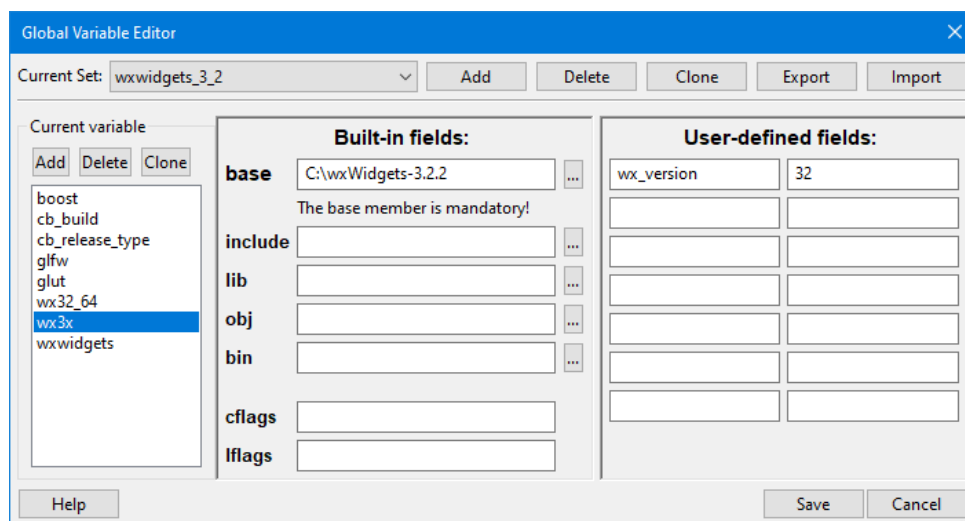 Global Variable Editor
Current Set: wxwidgets_3_2 Add Delete Clone Export Import
Current variable
Add Delete Clone
boost
cb_build
cb_release_type
glfw
glut
wx32_64
wx3x
wxwidgets
Built-in fields:
base C:\wxWidgets-3.2.2 ...
The base member is mandatory!
include ...
lib ...
obj ...
bin ...
cflags
lflags
User-defined fields:
wx_version 32
Help Save Cancel